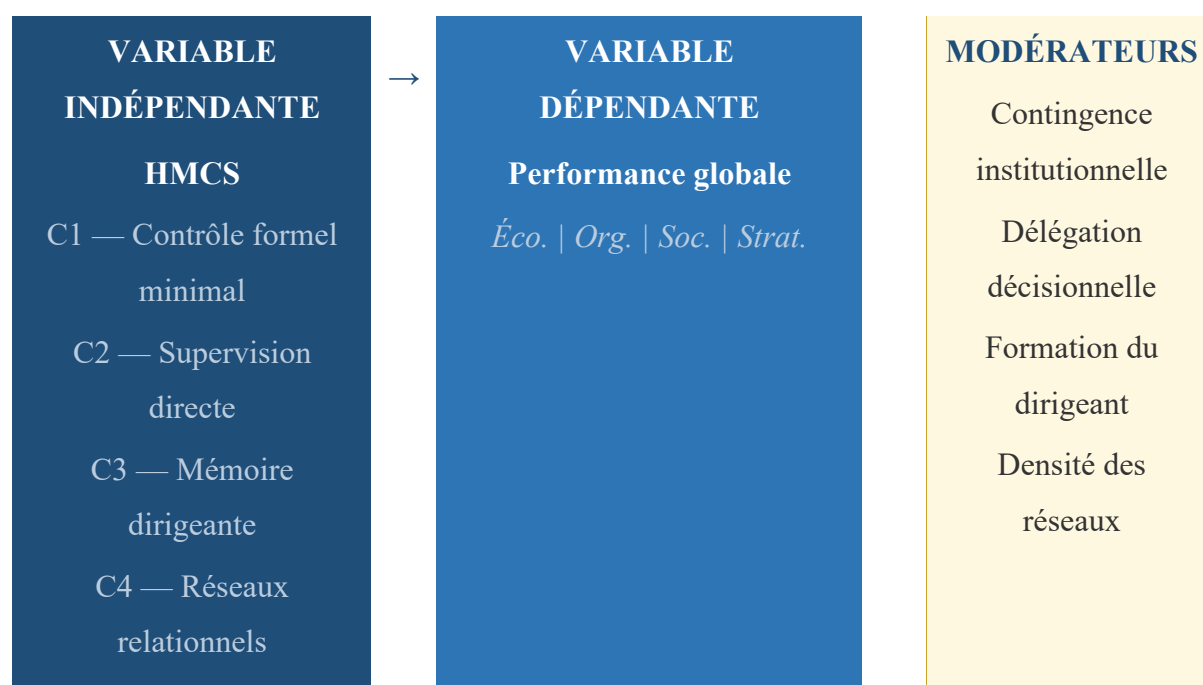 VARIABLE
INDÉPENDANTE
HMCS
C1 — Contrôle formel
minimal
C2 — Supervision
directe
C3 — Mémoire
dirigeante
C4 — Réseaux
relationnels
→
VARIABLE
DÉPENDANTE
Performance globale
Éco. | Org. | Soc. | Strat.
MODÉRATEURS
Contingence
institutionnelle
Délégation
décisionnelle
Formation du
dirigeant
Densité des
réseaux